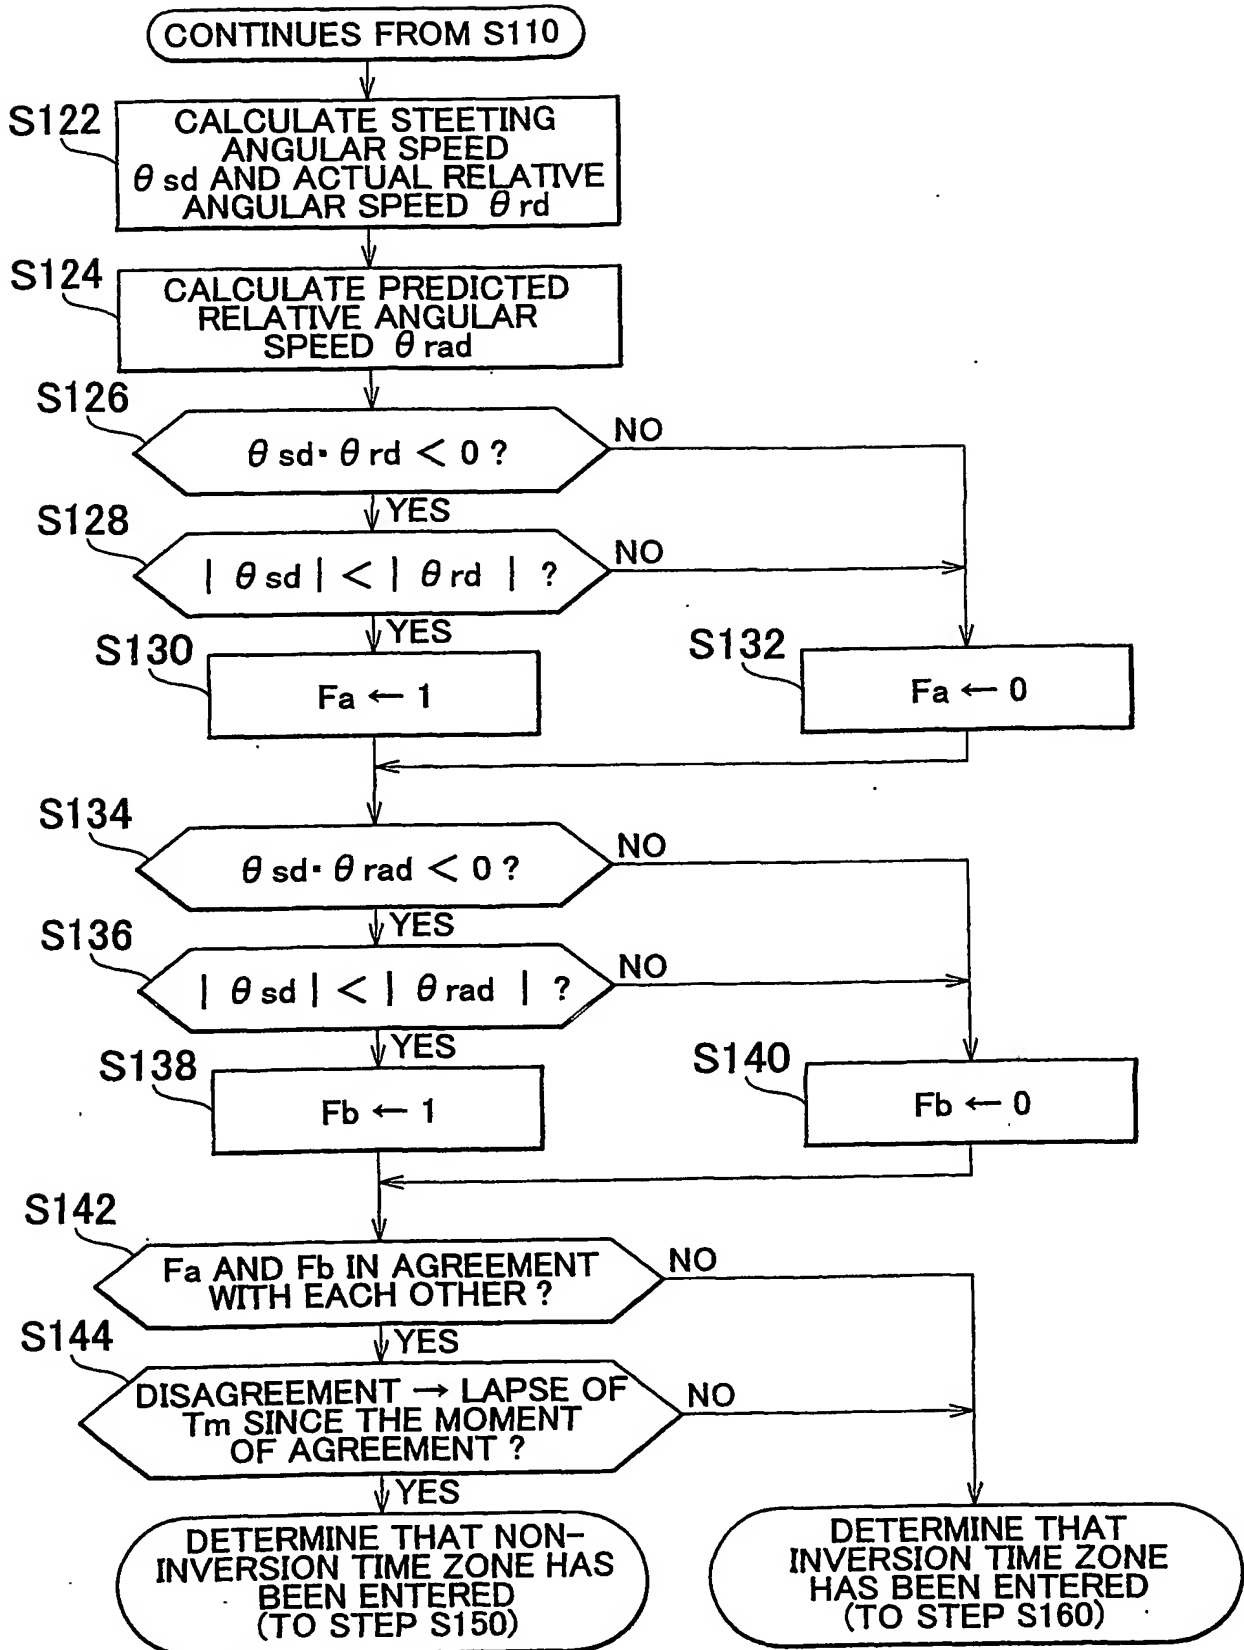 CONTINUES FROM S110
S122
CALCULATE STEETING
ANGULAR SPEED
θ sd AND ACTUAL RELATIVE
ANGULAR SPEED θ rd
S124
CALCULATE PREDICTED
RELATIVE ANGULAR
SPEED θ rad
S126
θ sd · θ rd < 0 ?
NO
YES
S128
| θ sd | < | θ rd | ?
NO
YES
S130
Fa ← 1
S132
Fa ← 0
S134
θ sd · θ rad < 0 ?
NO
YES
S136
| θ sd | < | θ rad | ?
NO
YES
S138
Fb ← 1
S140
Fb ← 0
S142
Fa AND Fb IN AGREEMENT
WITH EACH OTHER ?
NO
YES
S144
DISAGREEMENT → LAPSE OF
Tm SINCE THE MOMENT
OF AGREEMENT ?
NO
YES
DETERMINE THAT NON-
INVERSION TIME ZONE HAS
BEEN ENTERED
(TO STEP S150)
DETERMINE THAT
INVERSION TIME ZONE
HAS BEEN ENTERED
(TO STEP S160)